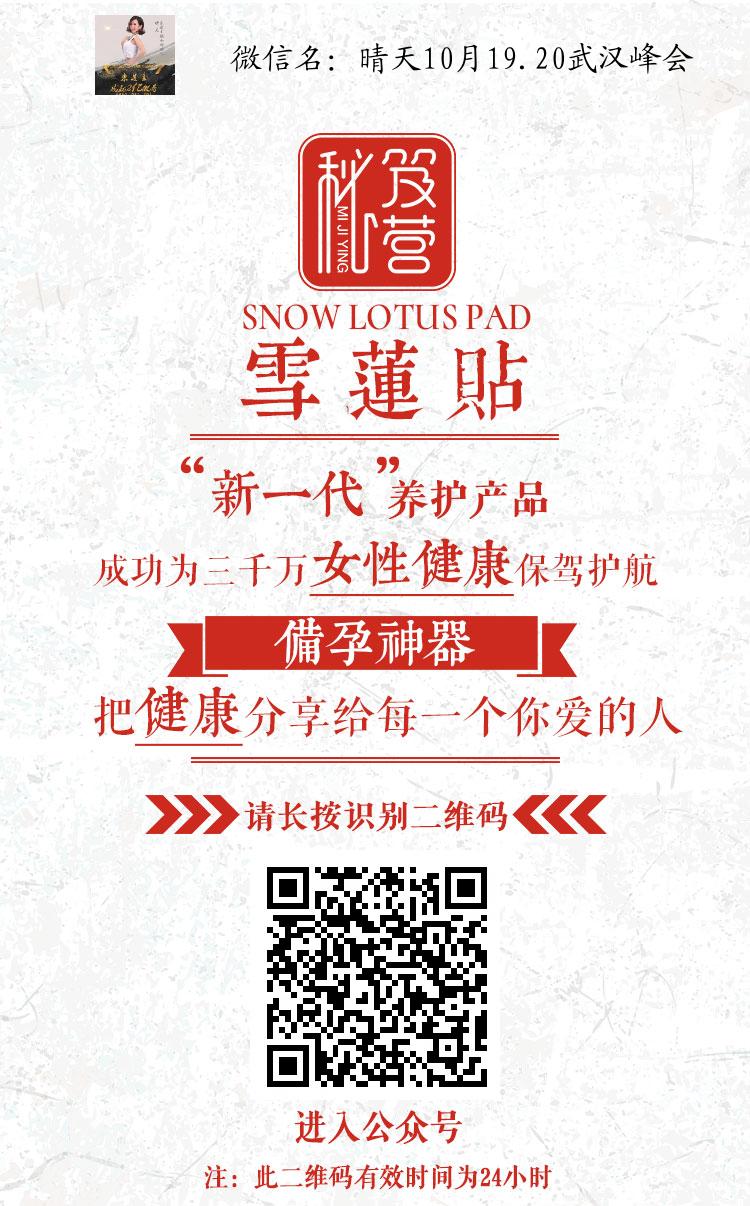 微信名：晴天10月19.20武汉峰会
秘笈营
MI JI YING
SNOW LOTUS PAD
雪蓮貼
“新一代”养护产品
成功为三千万女性健康保驾护航
備孕神器
把健康分享给每一个你爱的人
请长按识别二维码
进入公众号
注：此二维码有效时间为24小时